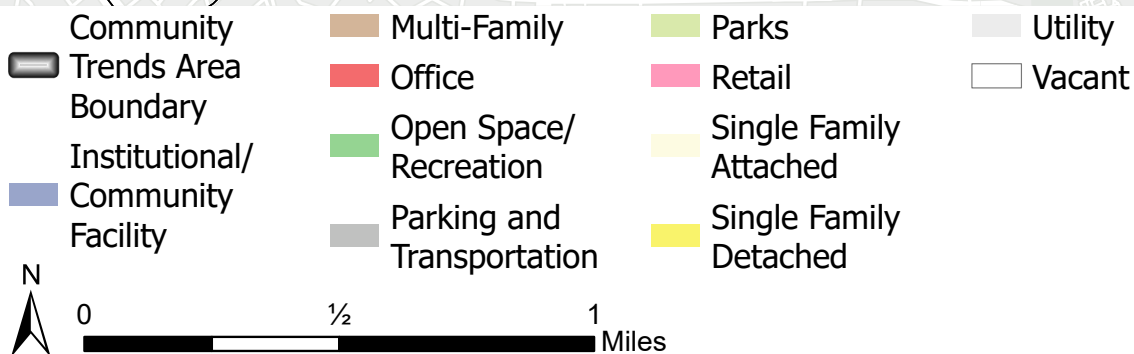 Community
Trends Area
Boundary
Institutional/
Community
Facility
Multi-Family
Office
Open Space/
Recreation
Parking and
Transportation
Parks
Retail
Single Family
Attached
Single Family
Detached
Utility
Vacant
N
0 ½ 1
Miles